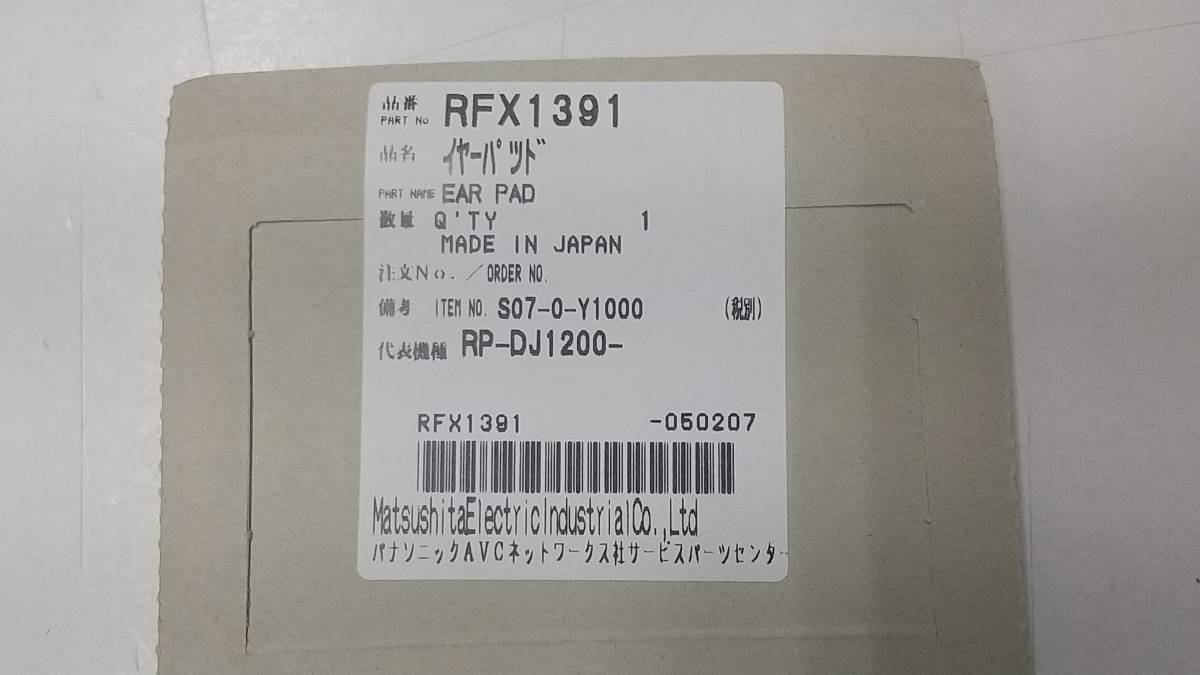 品番 PART No. RFX1391
品名 イヤーパツド
PART NAME EAR PAD
数量 Q'TY 1
MADE IN JAPAN
注文No.／ORDER NO.
備考 ITEM NO. S07-0-Y1000 (税別)
代表機種 RP-DJ1200-
RFX1391 -050207
MatsushitaElectricIndustrialCo.,Ltd
パナソニックAVCネットワークス社サービスパーツセンター